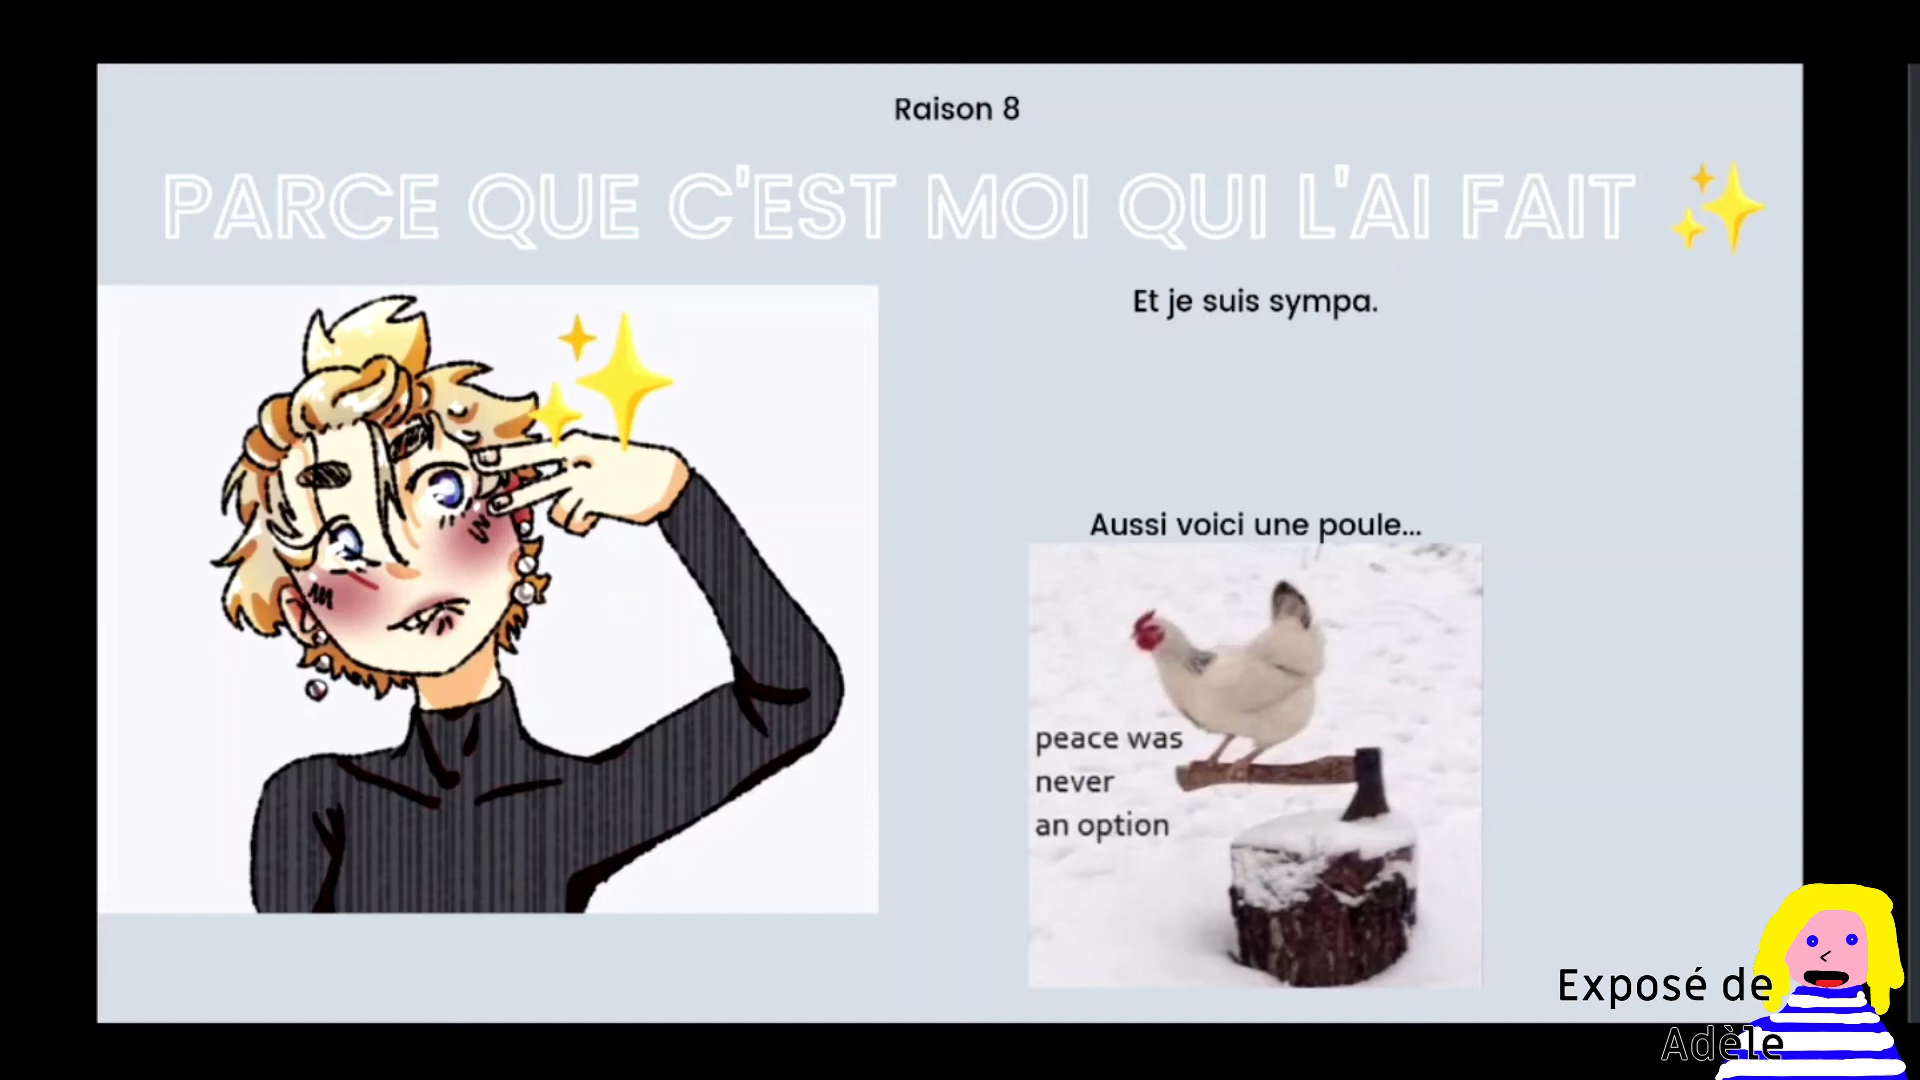 Raison 8
PARCE QUE C'EST MOI QUI L'AI FAIT ✨
Et je suis sympa.
Aussi voici une poule...
peace was
never
an option
Exposé de
Adèle